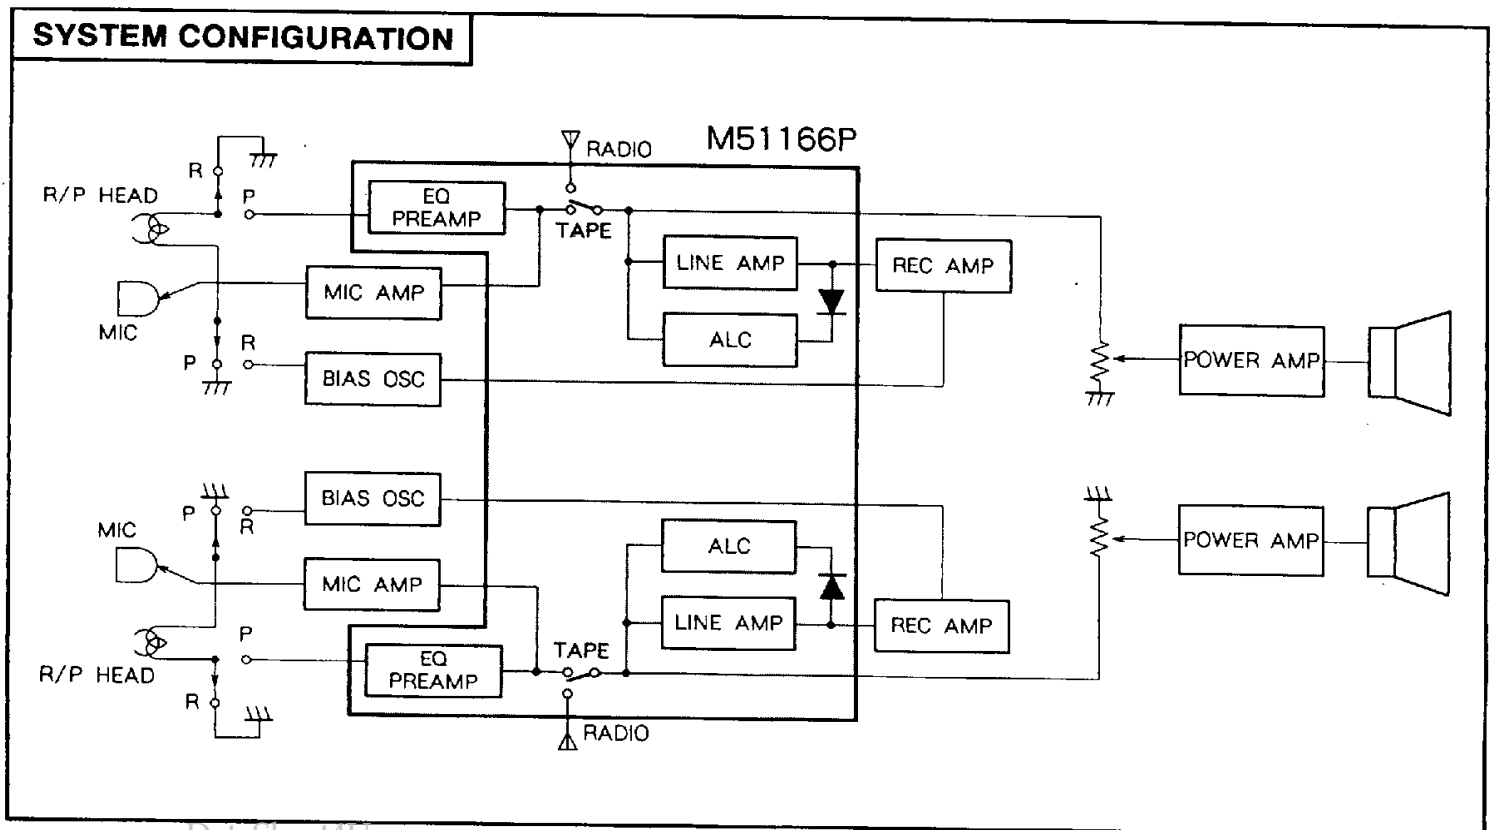 SYSTEM CONFIGURATION
M51166P
RADIO
R
R/P HEAD
P
EQ
PREAMP
TAPE
LINE AMP
REC AMP
MIC AMP
MIC
ALC
R
P
BIAS OSC
POWER AMP
BIAS OSC
P
R
MIC
ALC
POWER AMP
MIC AMP
LINE AMP
REC AMP
P
TAPE
EQ
PREAMP
R/P HEAD
R
RADIO